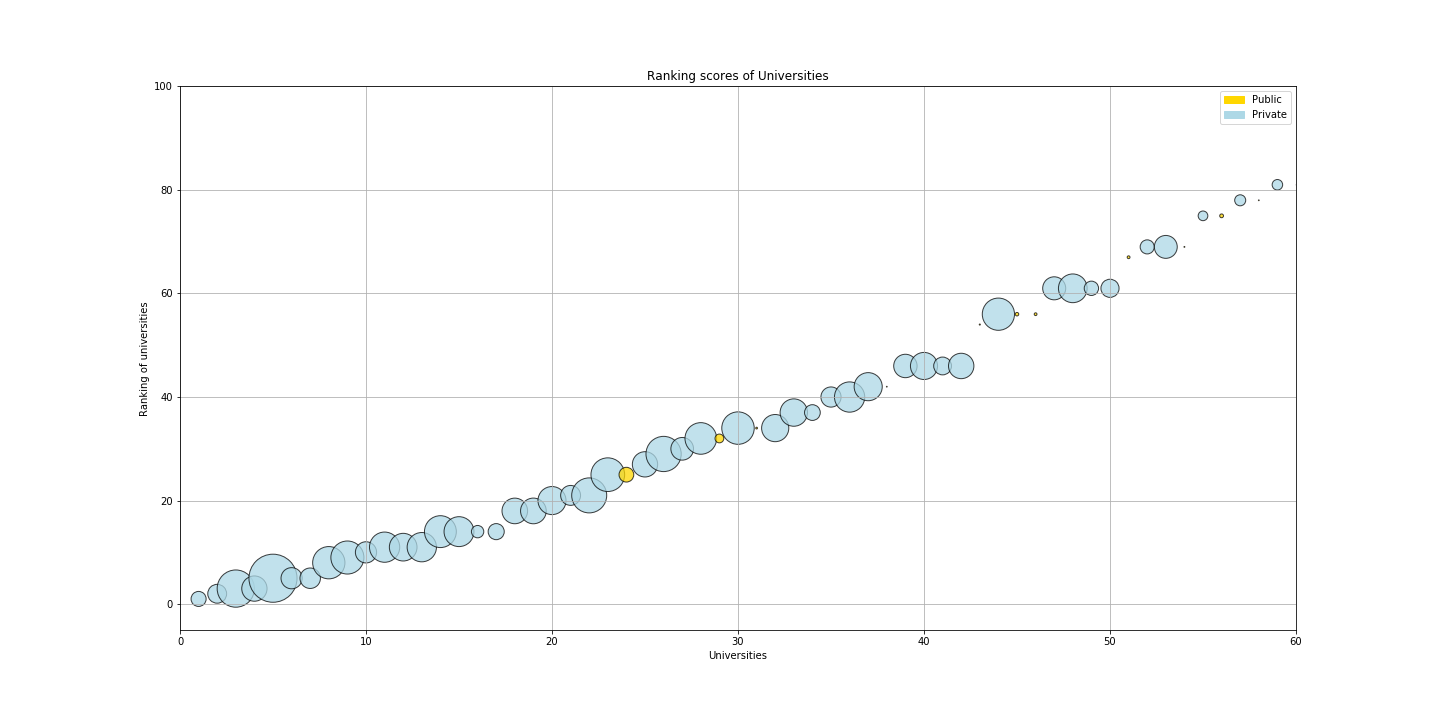 Ranking scores of Universities
100
80
60
40
20
0
Ranking of universities
Public
Private
0 10 20 30 40 50 60
Universities